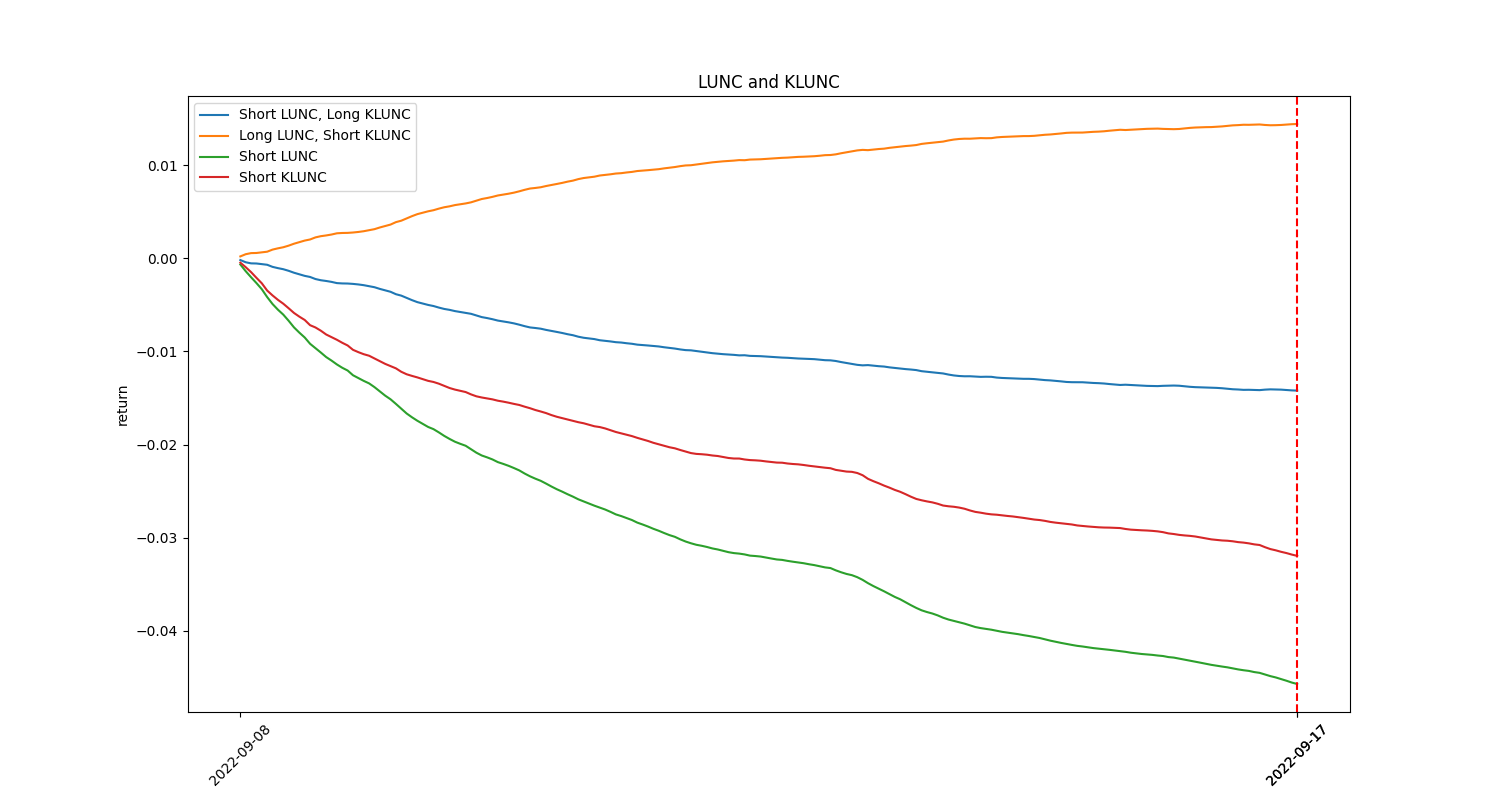 LUNC and KLUNC
Short LUNC, Long KLUNC
Long LUNC, Short KLUNC
Short LUNC
Short KLUNC
0.01
0.00
−0.01
−0.02
−0.03
−0.04
return
2022-09-08
2022-09-17